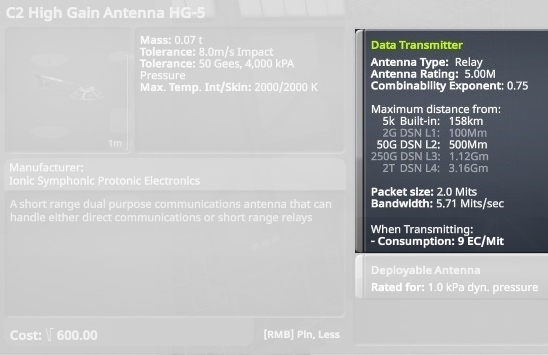 C2 High Gain Antenna HG-5
Mass: 0.07 t
Tolerance: 8.0m/s Impact
Tolerance: 50 Gees, 4,000 kPA
Pressure
Max. Temp. Int/Skin: 2000/2000 K
1m
Manufacturer:
Ionic Symphonic Protonic Electronics
A short range dual purpose communications antenna that can
handle either direct communications or short range relays
Cost: 600.00
[RMB] Pin, Less
Data Transmitter
Antenna Type: Relay
Antenna Rating: 5.00M
Combinability Exponent: 0.75
Maximum distance from:
5k Built-in: 158km
2G DSN L1: 100Mm
50G DSN L2: 500Mm
250G DSN L3: 1.12Gm
2T DSN L4: 3.16Gm
Packet size: 2.0 Mits
Bandwidth: 5.71 Mits/sec
When Transmitting:
- Consumption: 9 EC/Mit
Deployable Antenna
Rated for: 1.0 kPa dyn. pressure